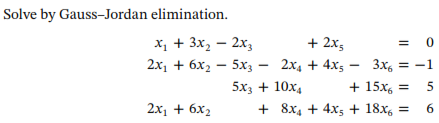 Solve by Gauss–Jordan elimination.
x₁ + 3x₂ − 2x₃ + 2x₅ = 0
2x₁ + 6x₂ − 5x₃ − 2x₄ + 4x₅ − 3x₆ = −1
5x₃ + 10x₄ + 15x₆ = 5
2x₁ + 6x₂ + 8x₄ + 4x₅ + 18x₆ = 6